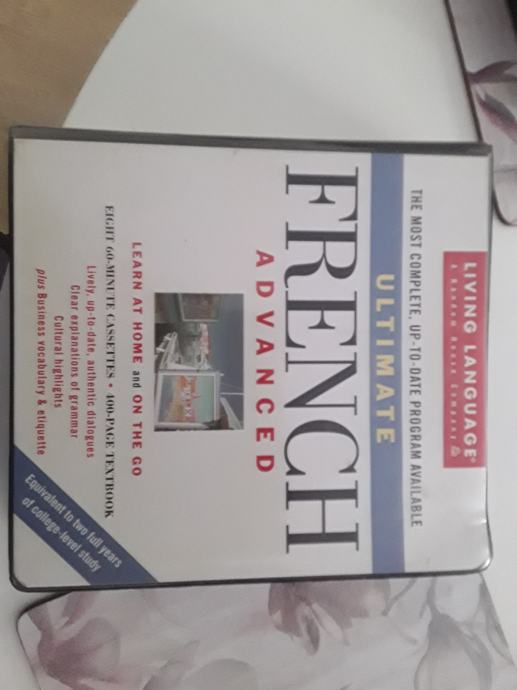 LIVING LANGUAGE®
A Random House Company
THE MOST COMPLETE, UP-TO-DATE PROGRAM AVAILABLE
ULTIMATE
FRENCH
ADVANCED
LEARN AT HOME and ON THE GO
EIGHT 60-MINUTE CASSETTES • 400-PAGE TEXTBOOK
Lively, up-to-date, authentic dialogues
Clear explanations of grammar
Cultural highlights
plus Business vocabulary & etiquette
Equivalent to two full years
of college-level study